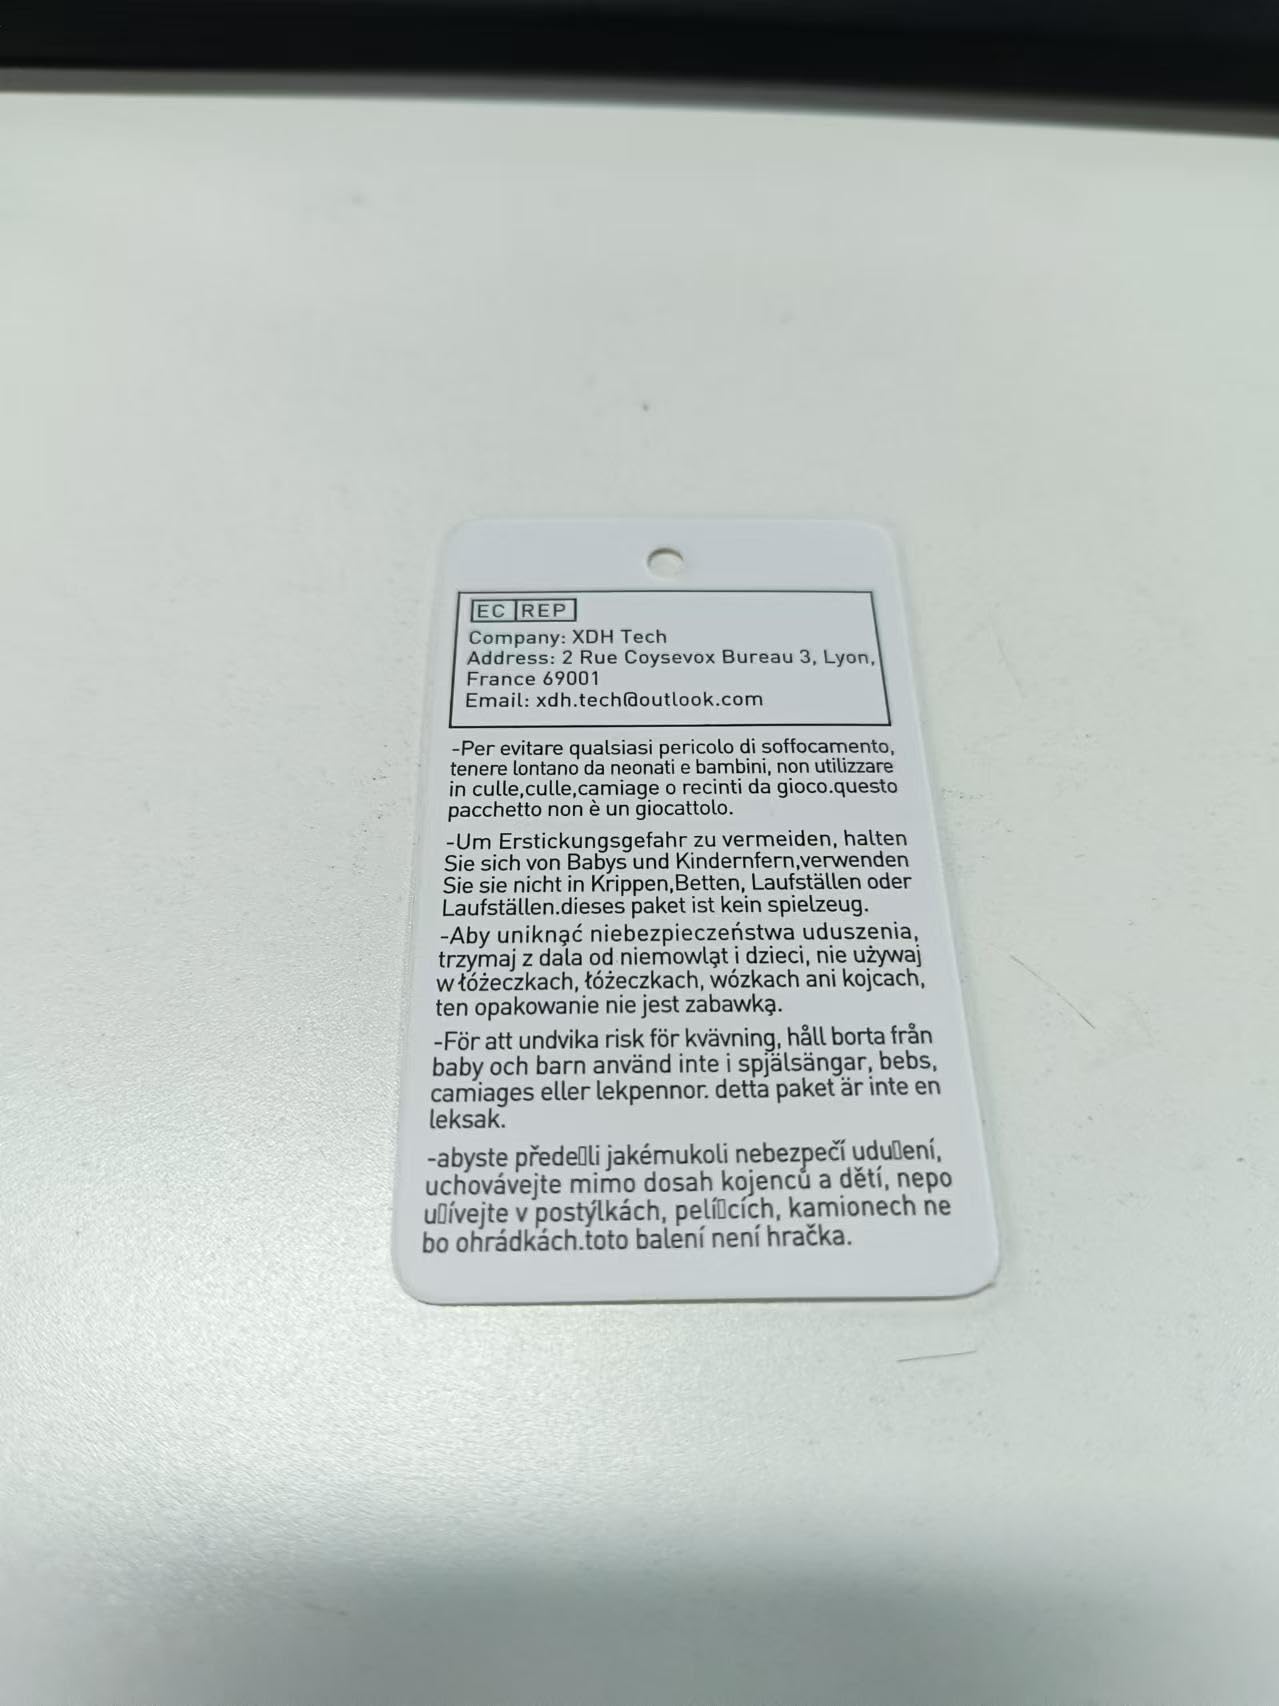 EC REP
Company: XDH Tech
Address: 2 Rue Coysevox Bureau 3, Lyon,
France 69001
Email: xdh.tech@outlook.com
-Per evitare qualsiasi pericolo di soffocamento,
tenere lontano da neonati e bambini, non utilizzare
in culle,culle,camiage o recinti da gioco.questo
pacchetto non è un giocattolo.
-Um Erstickungsgefahr zu vermeiden, halten
Sie sich von Babys und Kindernfern,verwenden
Sie sie nicht in Krippen,Betten, Laufställen oder
Laufställen.dieses paket ist kein spielzeug.
-Aby uniknąć niebezpieczeństwa uduszenia,
trzymaj z dala od niemowląt i dzieci, nie używaj
w łóżeczkach, łóżeczkach, wózkach ani kojcach,
ten opakowanie nie jest zabawką.
-För att undvika risk för kvävning, håll borta från
baby och barn använd inte i spjälsängar, bebs,
camiages eller lekpennor. detta paket är inte en
leksak.
-abyste přede▯li jakémukoli nebezpečí udu▯ení,
uchovávejte mimo dosah kojenců a dětí, nepo
u▯ívejte v postýlkách, pelí▯cích, kamionech ne
bo ohrádkách.toto balení není hračka.